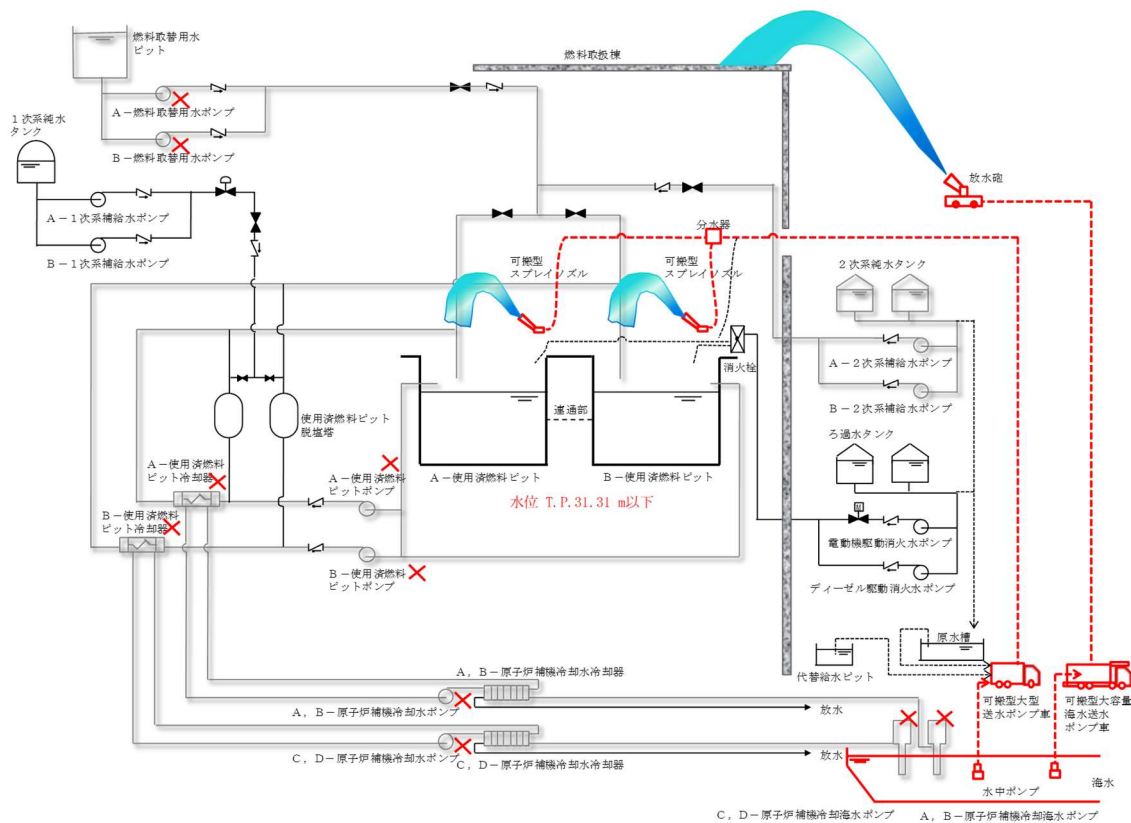 燃料取替用水
ピット
燃料取扱棟
A－燃料取替用水ポンプ
1次系純水
タンク
B－燃料取替用水ポンプ
放水砲
A－1次系補給水ポンプ
B－1次系補給水ポンプ
分水器
可搬型
スプレイノズル
可搬型
スプレイノズル
2次系純水タンク
消火栓
A－2次系補給水ポンプ
連通部
B－2次系補給水ポンプ
使用済燃料ピット
脱塩塔
ろ過水タンク
A－使用済燃料
ピット冷却器
A－使用済燃料
ピットポンプ
A－使用済燃料ピット
B－使用済燃料ピット
水位 T.P.31.31 m以下
B－使用済燃料
ピット冷却器
M
電動機駆動消火水ポンプ
B－使用済燃料
ピットポンプ
ディーゼル駆動消火水ポンプ
原水槽
A，B－原子炉補機冷却水冷却器
代替給水ピット
可搬型大型
送水ポンプ車
可搬型大容量
海水送水
ポンプ車
A，B－原子炉補機冷却水ポンプ
放水
C，D－原子炉補機冷却水ポンプ
C，D－原子炉補機冷却水冷却器
放水
海水
水中ポンプ
C，D－原子炉補機冷却海水ポンプ
A，B－原子炉補機冷却海水ポンプ